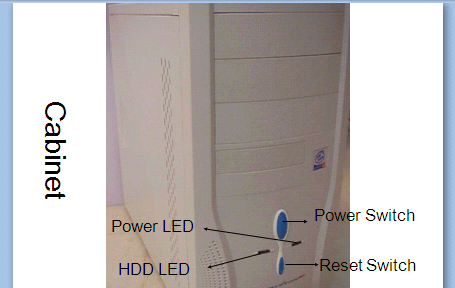 Cabinet
Power LED
Power Switch
HDD LED
Reset Switch